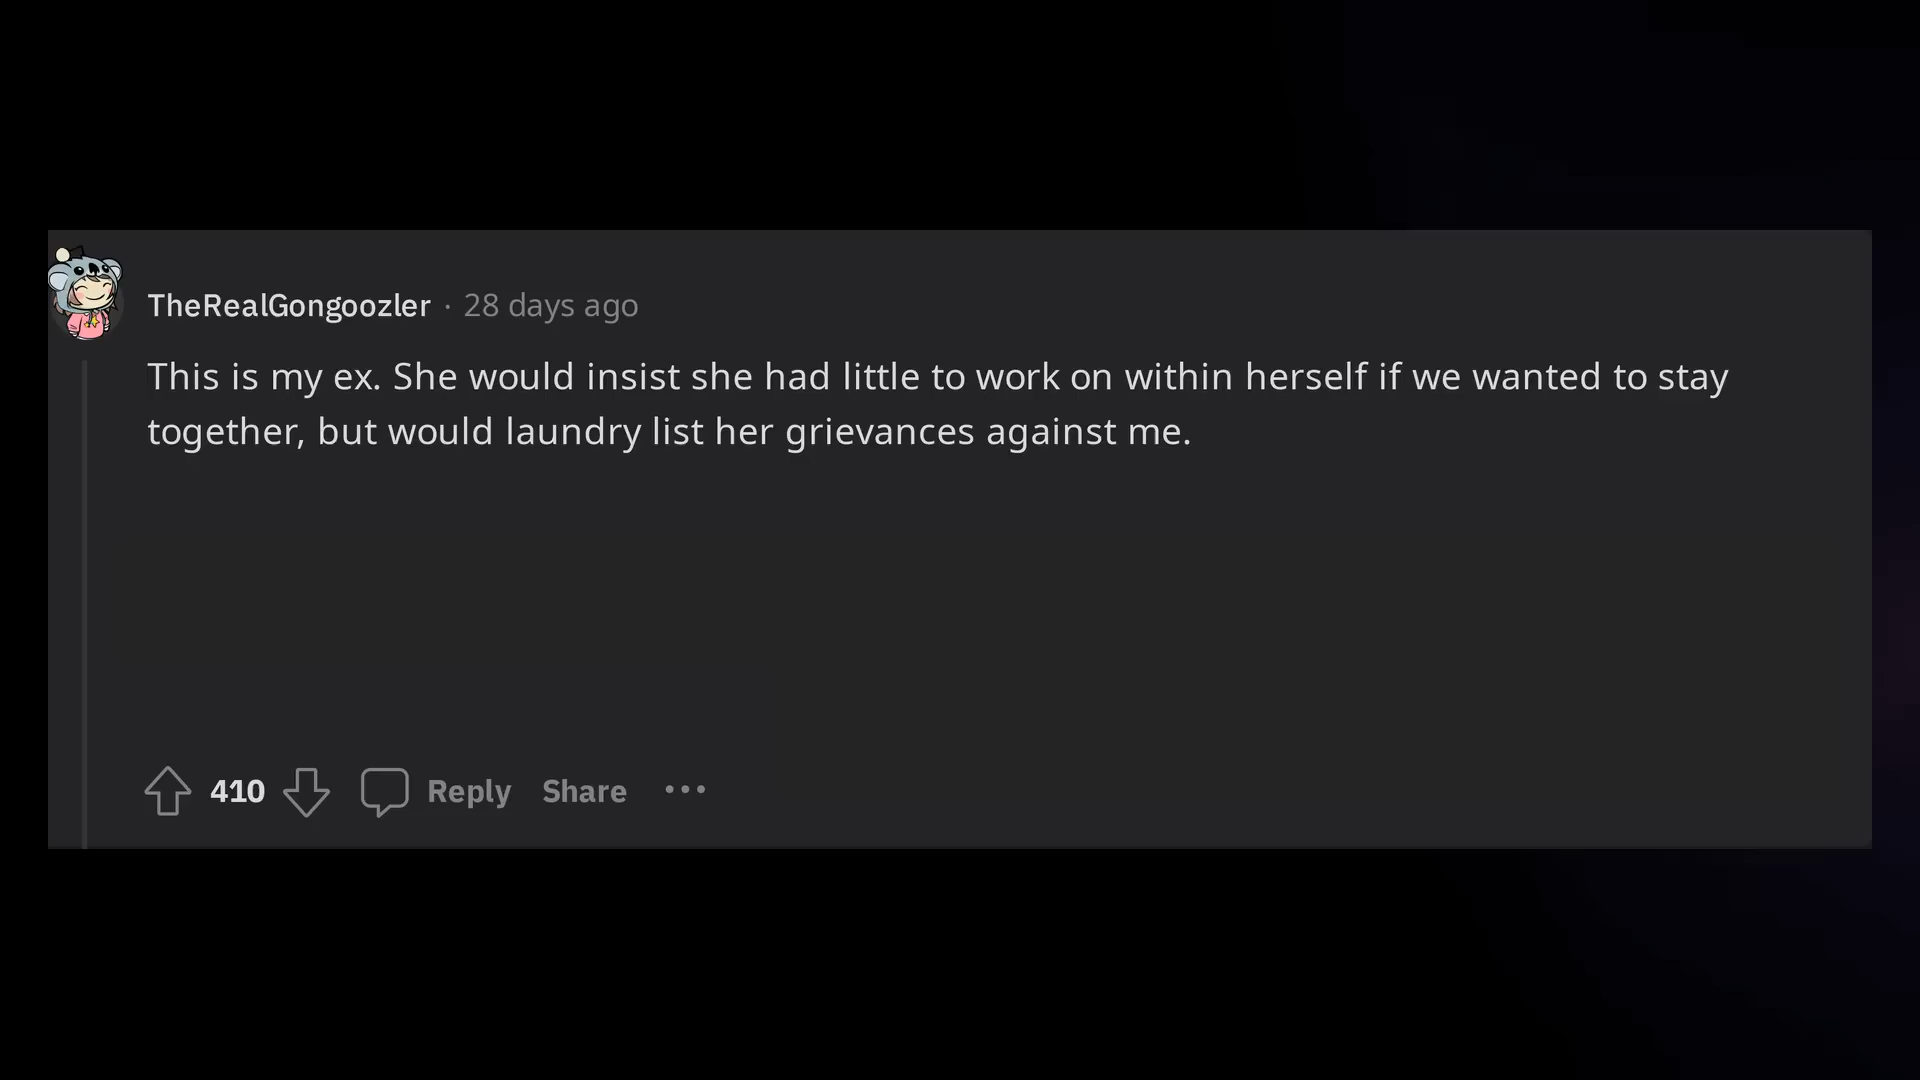 TheRealGongoozler · 28 days ago
This is my ex. She would insist she had little to work on within herself if we wanted to stay
together, but would laundry list her grievances against me.
410 Reply Share ···